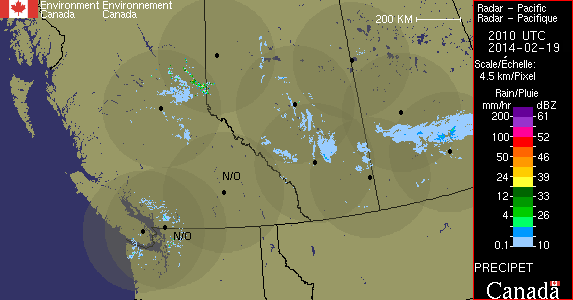 Environment Environnement
Canada Canada
200 KM
N/O
N/O
Radar - Pacific
Radar - Pacifique
2010 UTC
2014-02-19
Scale/Échelle:
4.5 km/Pixel
Rain/Pluie
mm/hr dBZ
200 61
100 52
50 46
24 39
12 33
4 26
0.1 10
PRECIPET
Canada